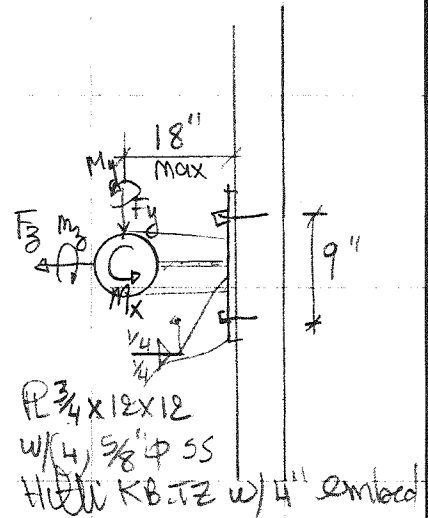 18"
max
My
Fy
Fz
mz
Mx
9"
1/4
1/4
PL 3/4 x 12 x 12
w/(4) 5/8" Φ SS
Hilti KB-TZ w/ 4" embed